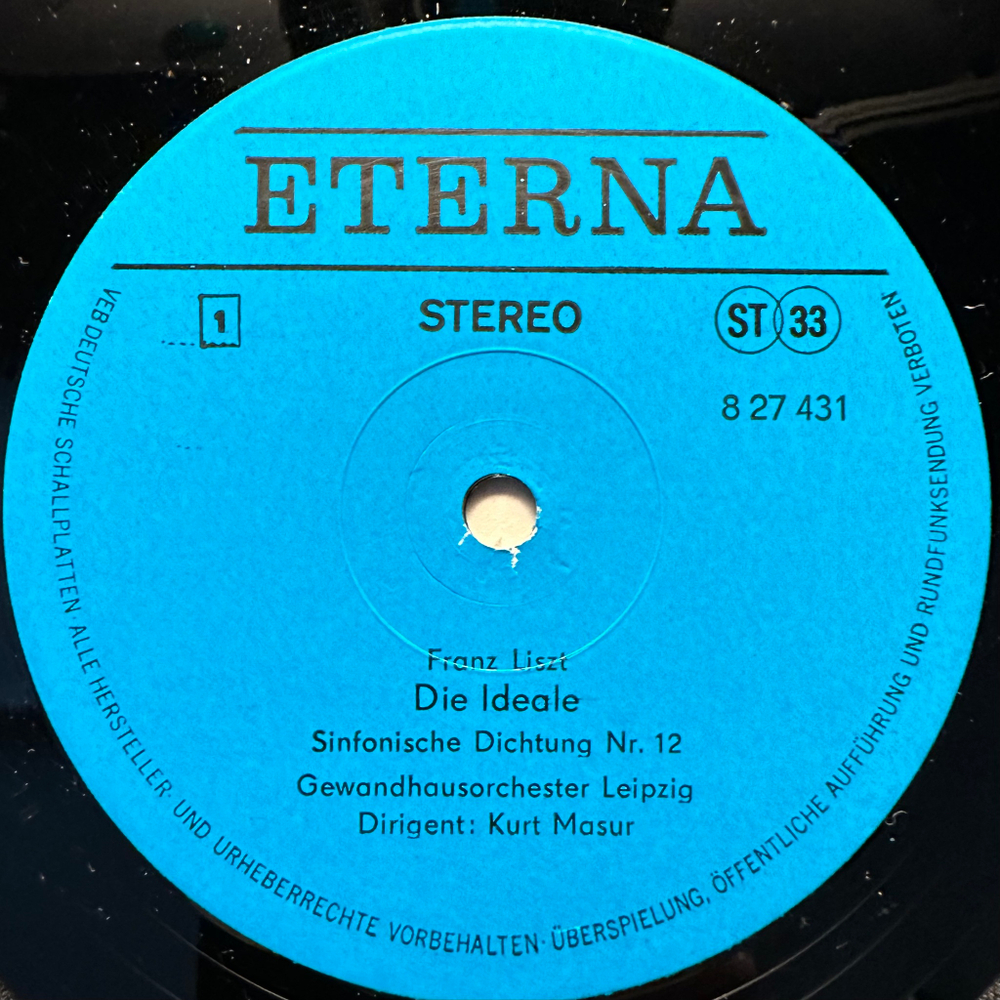 ETERNA
1
STEREO
ST 33
8 27 431
Franz Liszt
Die Ideale
Sinfonische Dichtung Nr. 12
Gewandhausorchester Leipzig
Dirigent: Kurt Masur
VEB DEUTSCHE SCHALLPLATTEN · ALLE HERSTELLER- UND URHEBERRECHTE VORBEHALTEN · ÜBERSPIELUNG, ÖFFENTLICHE AUFFÜHRUNG UND RUNDFUNKSENDUNG VERBOTEN